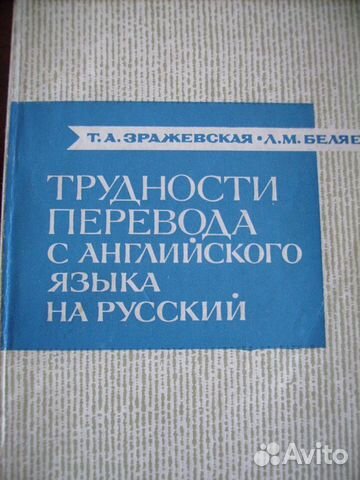 Т.А. ЗРАЖЕВСКАЯ • Л.М. БЕЛЯЕ
ТРУДНОСТИ
ПЕРЕВОДА
С АНГЛИЙСКОГО
ЯЗЫКА
НА РУССКИЙ
Avito